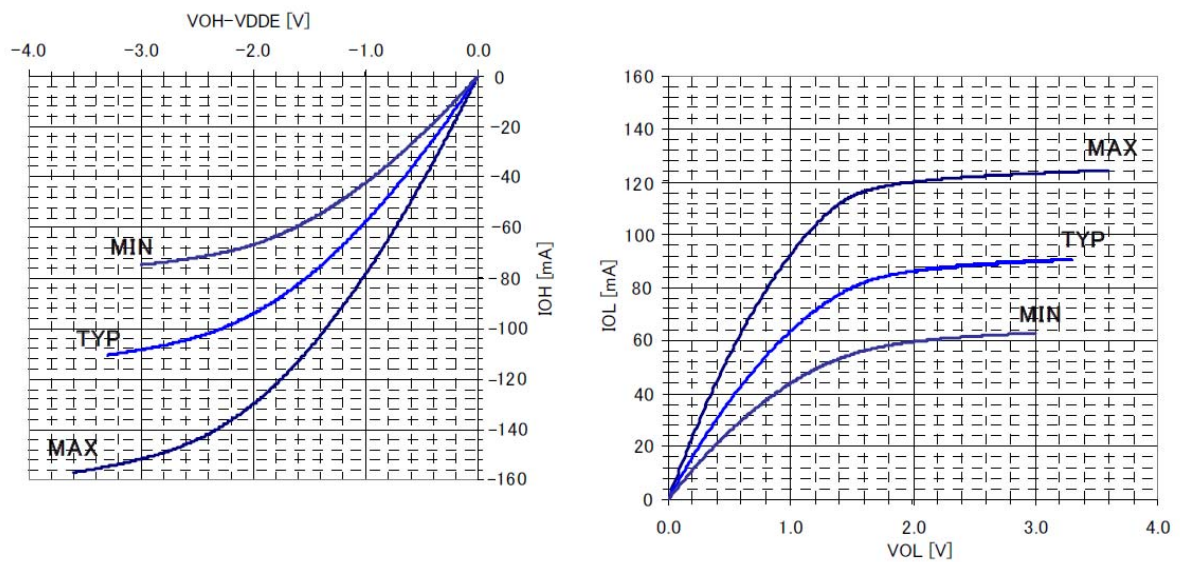 VOH-VDDE [V]
-4.0 -3.0 -2.0 -1.0 0.0
0
-20
-40
-60
-80
-100
-120
-140
-160
IOH [mA]
MIN
TYP
MAX
160
140
120
100
80
60
40
20
0
IOL [mA]
MAX
TYP
MIN
0.0 1.0 2.0 3.0 4.0
VOL [V]